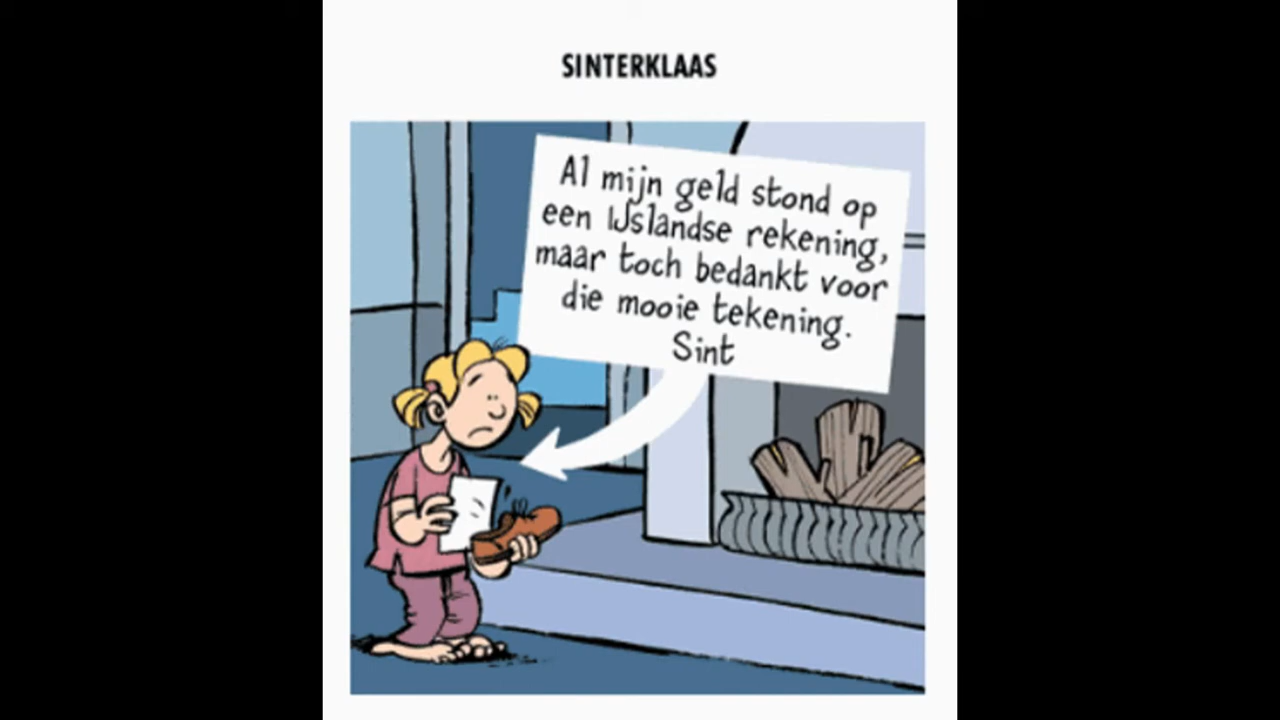 SINTERKLAAS
Al mijn geld stond op
een IJslandse rekening,
maar toch bedankt voor
die mooie tekening.
Sint